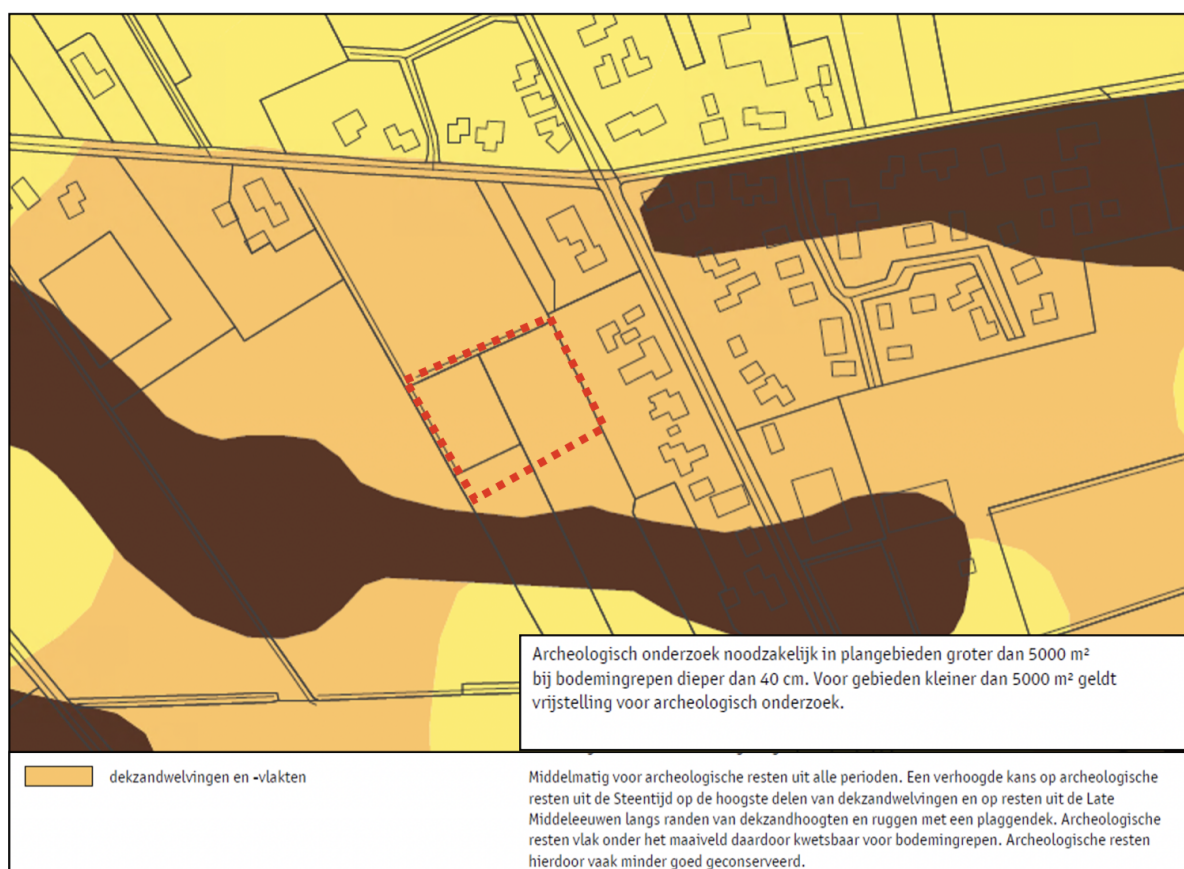 Archeologisch onderzoek noodzakelijk in plangebieden groter dan 5000 m²
bij bodemingrepen dieper dan 40 cm. Voor gebieden kleiner dan 5000 m² geldt
vrijstelling voor archeologisch onderzoek.
dekzandwelvingen en -vlakten
Middelmatig voor archeologische resten uit alle perioden. Een verhoogde kans op archeologische
resten uit de Steentijd op de hoogste delen van dekzandwelvingen en op resten uit de Late
Middeleeuwen langs randen van dekzandhoogten en ruggen met een plaggendek. Archeologische
resten vlak onder het maaiveld daardoor kwetsbaar voor bodemingrepen. Archeologische resten
hierdoor vaak minder goed geconserveerd.